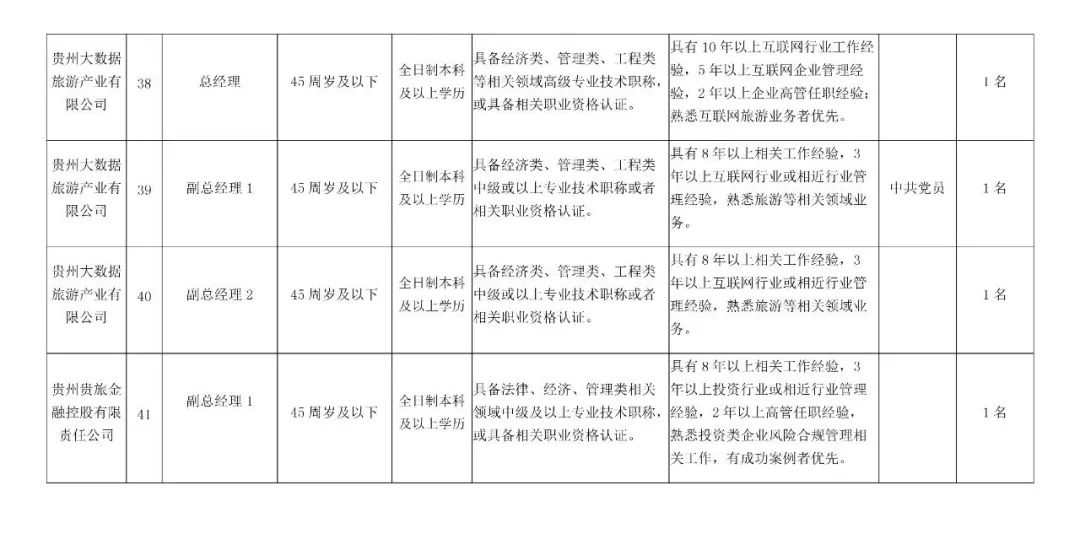 贵州大数据
旅游产业有
限公司
38
总经理
45 周岁及以下
全日制本科
及以上学历
具备经济类、管理类、工程类
等相关领域高级专业技术职称，
或具备相关职业资格认证。
具有 10 年以上互联网行业工作经
验，5 年以上互联网企业管理经
验，2 年以上企业高管任职经验；
熟悉互联网旅游业务者优先。
1 名
贵州大数据
旅游产业有
限公司
39
副总经理 1
45 周岁及以下
全日制本科
及以上学历
具备经济类、管理类、工程类
中级或以上专业技术职称或者
相关职业资格认证。
具有 8 年以上相关工作经验，3
年以上互联网行业或相近行业管
理经验，熟悉旅游等相关领域业
务。
中共党员
1 名
贵州大数据
旅游产业有
限公司
40
副总经理 2
45 周岁及以下
全日制本科
及以上学历
具备经济类、管理类、工程类
中级或以上专业技术职称或者
相关职业资格认证。
具有 8 年以上相关工作经验，3
年以上互联网行业或相近行业管
理经验，熟悉旅游等相关领域业
务。
1 名
贵州贵旅金
融控股有限
责任公司
41
副总经理 1
45 周岁及以下
全日制本科
及以上学历
具备法律、经济、管理类相关
领域中级及以上专业技术职称，
或具备相关职业资格认证。
具有 8 年以上相关工作经验，3
年以上投资行业或相近行业管理
经验，2 年以上高管任职经验，
熟悉投资类企业风险合规管理相
关工作，有成功案例者优先。
1 名